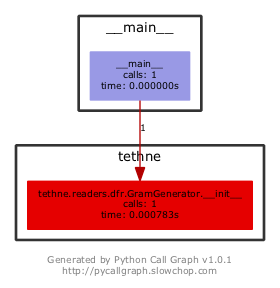 __main__
__main__
calls: 1
time: 0.000000s
1
tethne
tethne.readers.dfr.GramGenerator.__init__
calls: 1
time: 0.000783s
Generated by Python Call Graph v1.0.1
http://pycallgraph.slowchop.com